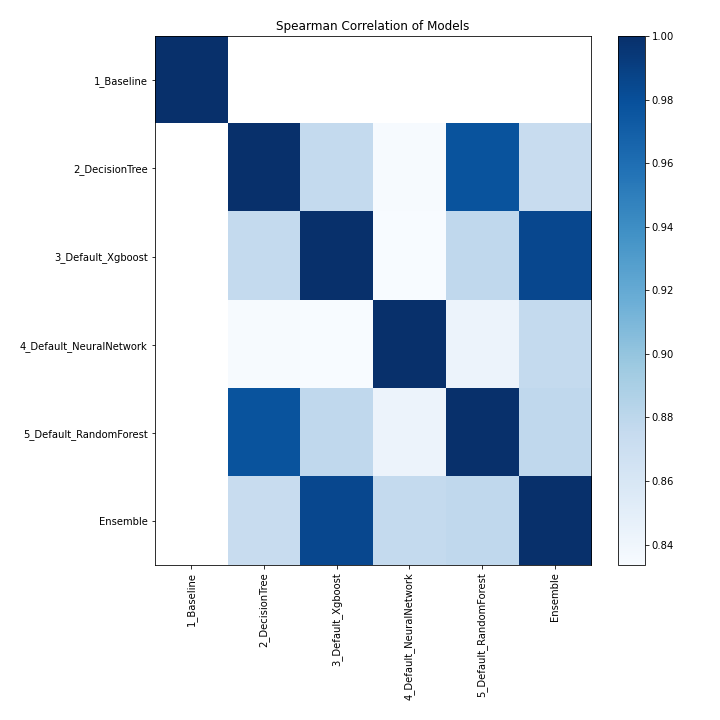 Spearman Correlation of Models
1_Baseline
2_DecisionTree
3_Default_Xgboost
4_Default_NeuralNetwork
5_Default_RandomForest
Ensemble
1_Baseline
2_DecisionTree
3_Default_Xgboost
4_Default_NeuralNetwork
5_Default_RandomForest
Ensemble
1.00
0.98
0.96
0.94
0.92
0.90
0.88
0.86
0.84